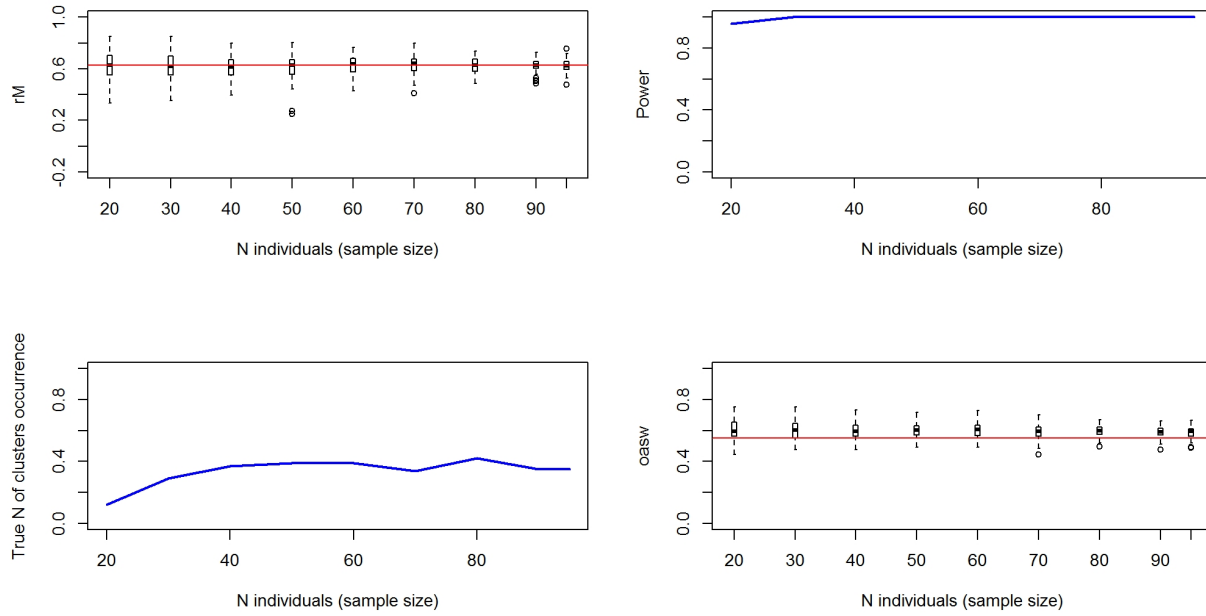 rM
1.0
0.6
0.2
-0.2
20 30 40 50 60 70 80 90
N individuals (sample size)
Power
0.8
0.4
0.0
20 40 60 80
N individuals (sample size)
True N of clusters occurrence
0.8
0.4
0.0
20 40 60 80
N individuals (sample size)
oasw
0.8
0.4
0.0
20 30 40 50 60 70 80 90
N individuals (sample size)